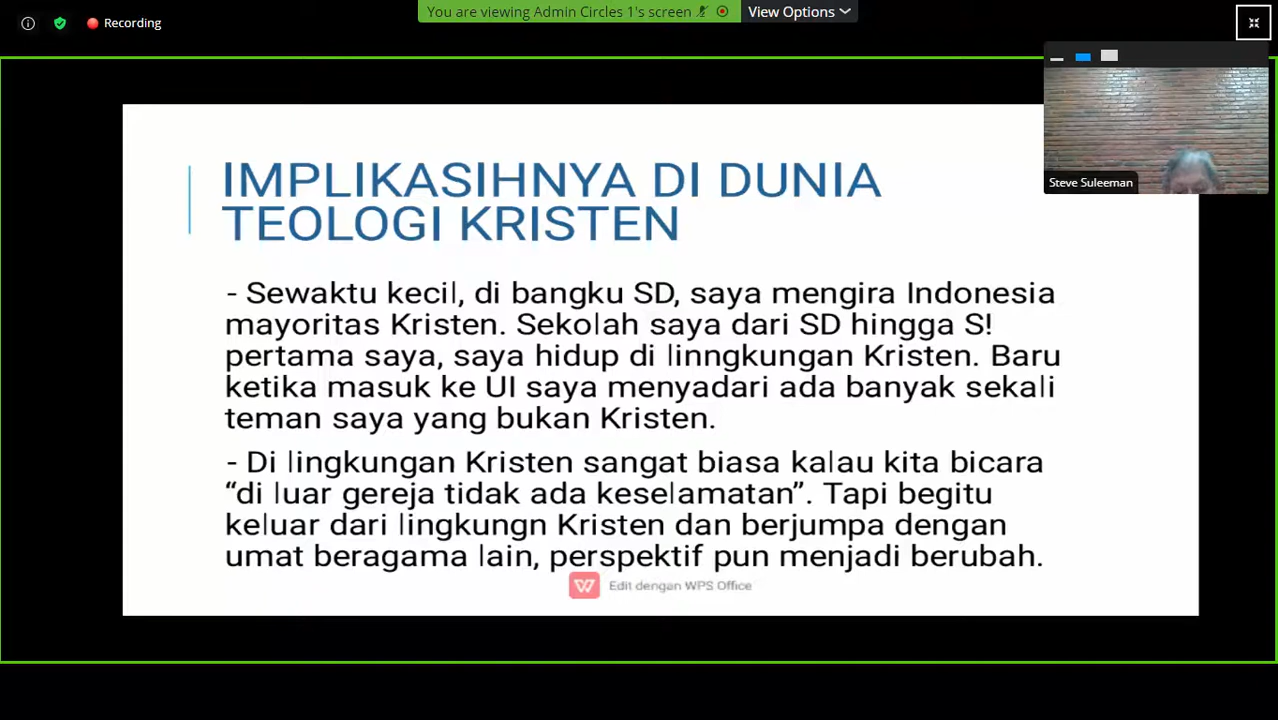 You are viewing Admin Circles 1's screen
View Options
Recording
Steve Suleeman
IMPLIKASIHNYA DI DUNIA
TEOLOGI KRISTEN
- Sewaktu kecil, di bangku SD, saya mengira Indonesia
mayoritas Kristen. Sekolah saya dari SD hingga S!
pertama saya, saya hidup di linngkungan Kristen. Baru
ketika masuk ke UI saya menyadari ada banyak sekali
teman saya yang bukan Kristen.
- Di lingkungan Kristen sangat biasa kalau kita bicara
“di luar gereja tidak ada keselamatan”. Tapi begitu
keluar dari lingkungn Kristen dan berjumpa dengan
umat beragama lain, perspektif pun menjadi berubah.
W Edit dengan WPS Office